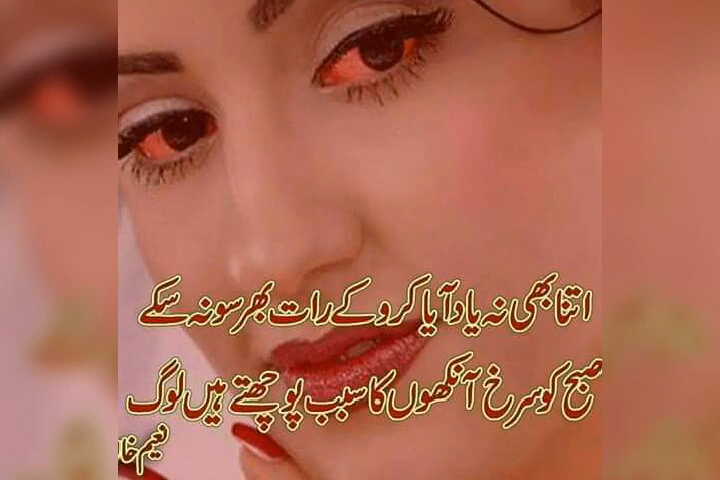 اتنا بھی نہ یاد آیا کرو کے رات بھر سو نہ سکے
صبح کو سرخ آنکھوں کا سبب پوچھتے ہیں لوگ
نعیم